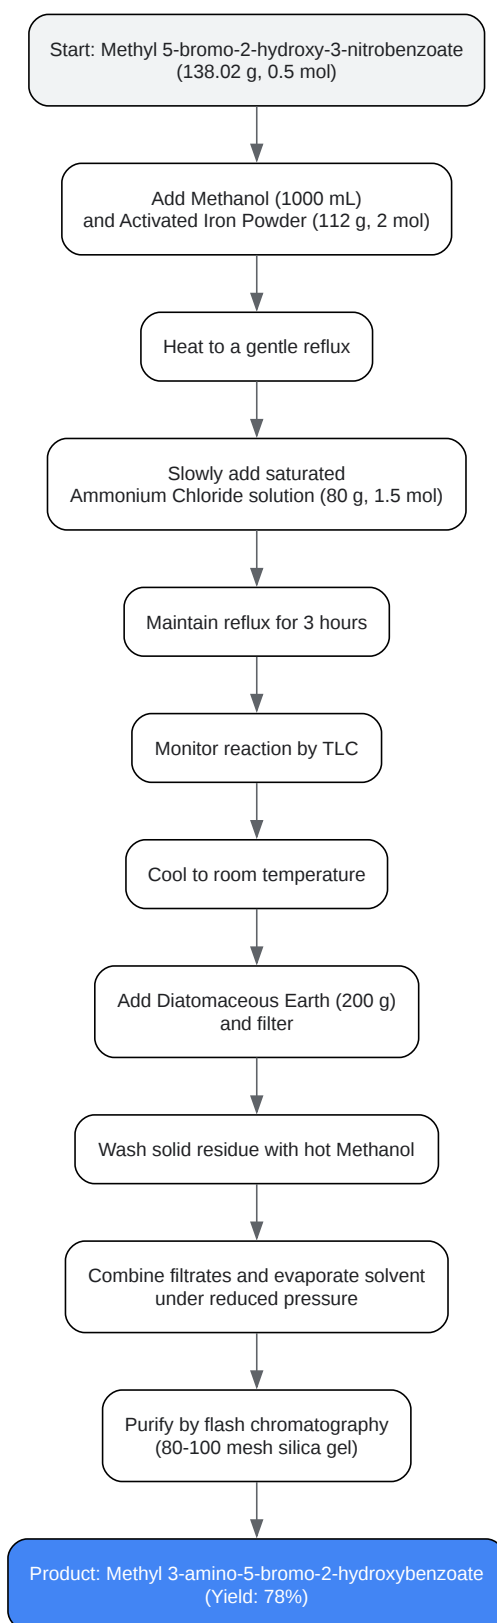 Start: Methyl 5-bromo-2-hydroxy-3-nitrobenzoate
(138.02 g, 0.5 mol)
Add Methanol (1000 mL)
and Activated Iron Powder (112 g, 2 mol)
Heat to a gentle reflux
Slowly add saturated
Ammonium Chloride solution (80 g, 1.5 mol)
Maintain reflux for 3 hours
Monitor reaction by TLC
Cool to room temperature
Add Diatomaceous Earth (200 g)
and filter
Wash solid residue with hot Methanol
Combine filtrates and evaporate solvent
under reduced pressure
Purify by flash chromatography
(80-100 mesh silica gel)
Product: Methyl 3-amino-5-bromo-2-hydroxybenzoate
(Yield: 78%)